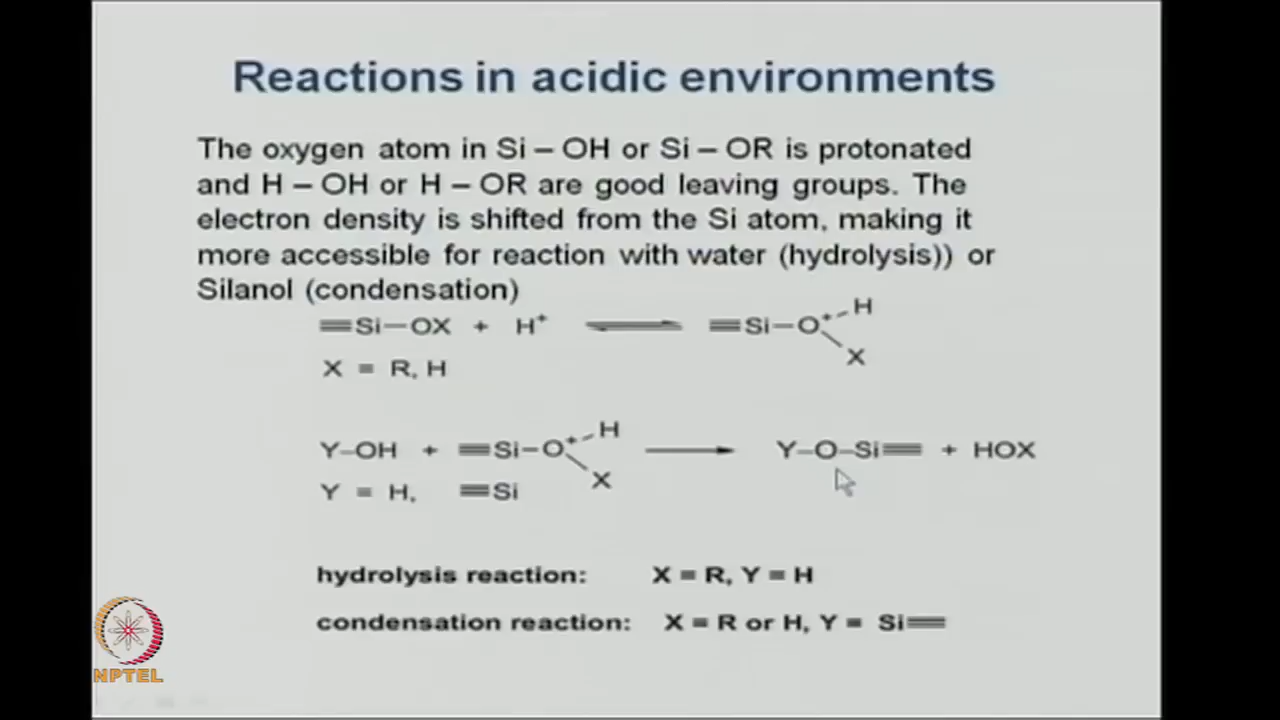 Reactions in acidic environments
The oxygen atom in Si – OH or Si – OR is protonated
and H – OH or H – OR are good leaving groups. The
electron density is shifted from the Si atom, making it
more accessible for reaction with water (hydrolysis)) or
Silanol (condensation)
≡Si—OX + H⁺ ⇌ ≡Si—O⁺ H X
X = R, H
Y–OH + ≡Si–O⁺ H X → Y–O–Si≡ + HOX
Y = H, ≡Si
hydrolysis reaction: X = R, Y = H
condensation reaction: X = R or H, Y = Si≡
NPTEL